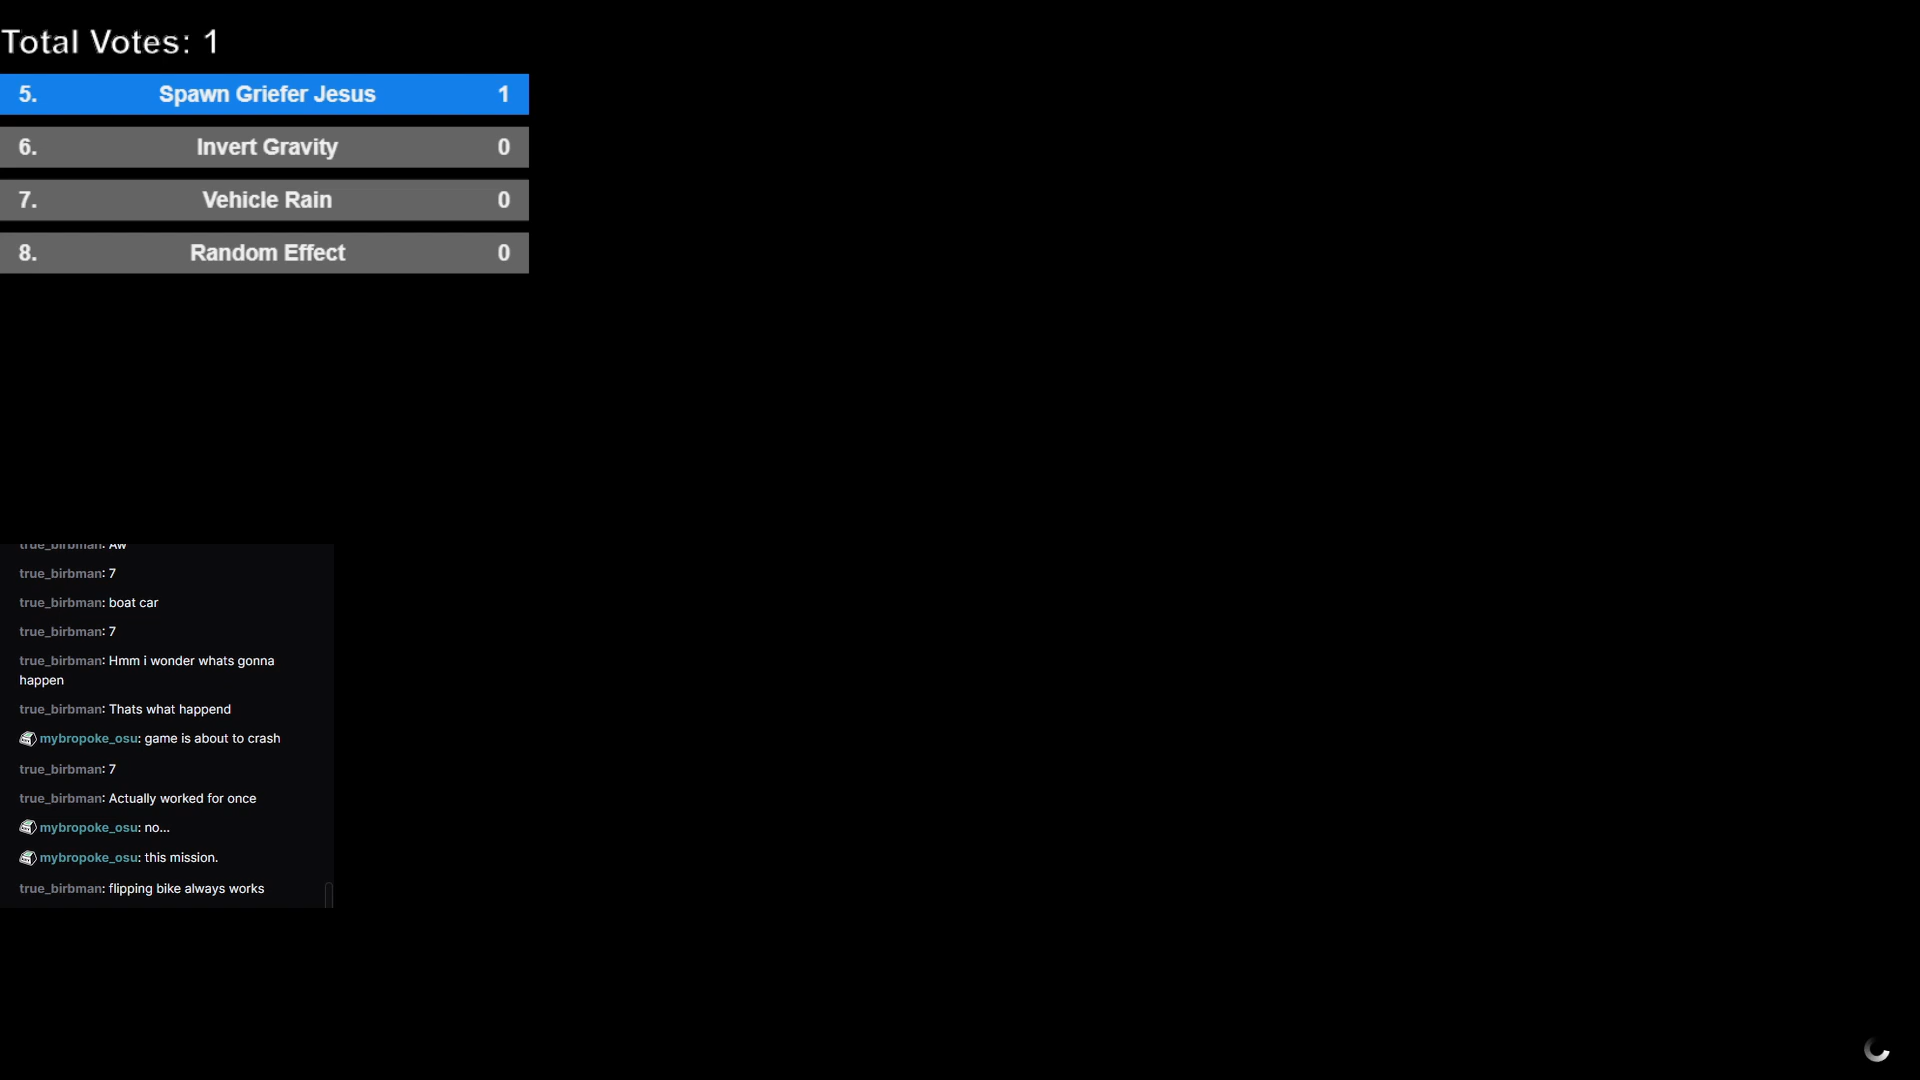 Total Votes: 1
5. Spawn Griefer Jesus 1
6. Invert Gravity 0
7. Vehicle Rain 0
8. Random Effect 0
true_birbman: Aw
true_birbman: 7
true_birbman: boat car
true_birbman: 7
true_birbman: Hmm i wonder whats gonna
happen
true_birbman: Thats what happend
mybropoke_osu: game is about to crash
true_birbman: 7
true_birbman: Actually worked for once
mybropoke_osu: no...
mybropoke_osu: this mission.
true_birbman: flipping bike always works